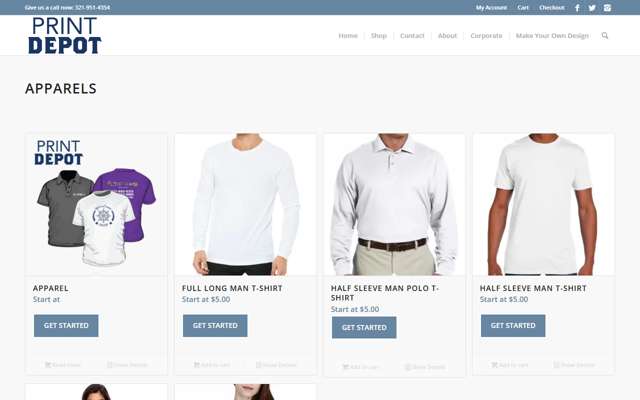 Give us a call now: 321-951-4354
My Account
Cart
Checkout
PRINT
DEPOT
Home
Shop
Contact
About
Corporate
Make Your Own Design
APPARELS
PRINT
DEPOT
APPAREL
Start at
GET STARTED
Read more
Show Details
FULL LONG MAN T-SHIRT
Start at $5.00
GET STARTED
Add to cart
Show Details
HALF SLEEVE MAN POLO T-
SHIRT
Start at $5.00
GET STARTED
Add to cart
Show Details
HALF SLEEVE MAN T-SHIRT
Start at $5.00
GET STARTED
Add to cart
Show Details